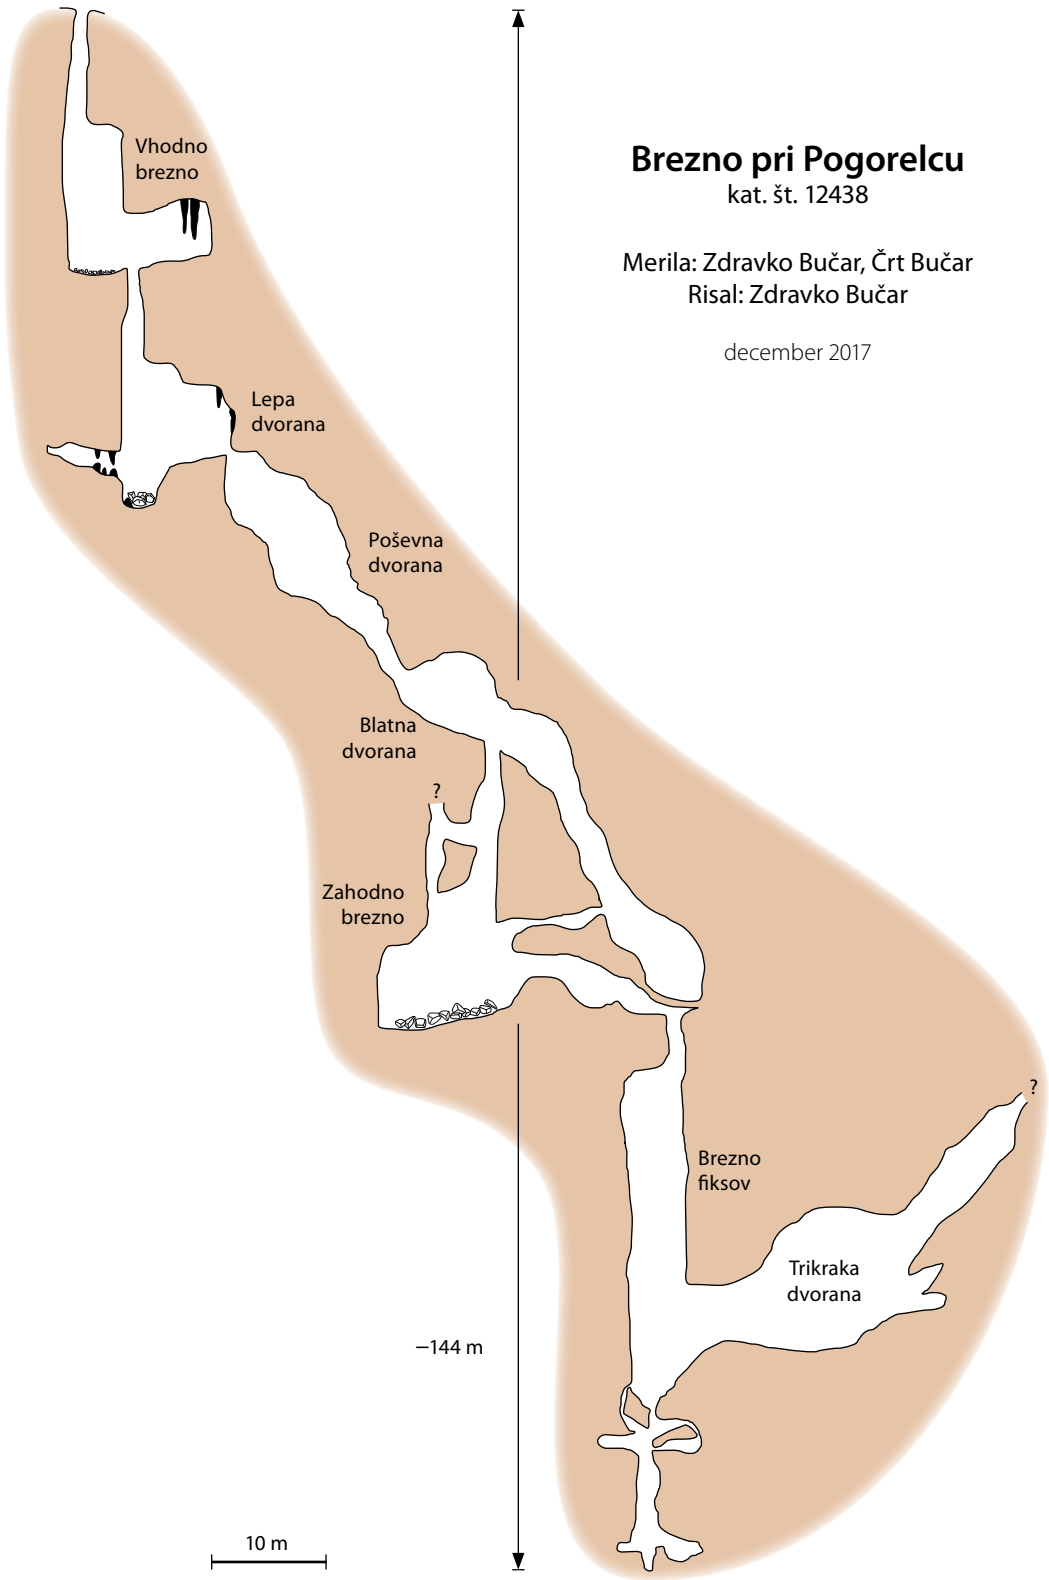 Brezno pri Pogorelcu
kat. št. 12438
Merila: Zdravko Bučar, Črt Bučar
Risal: Zdravko Bučar
december 2017
Vhodno
brezno
Lepa
dvorana
Poševna
dvorana
Blatna
dvorana
?
Zahodno
brezno
?
Brezno
fiksov
Trikraka
dvorana
−144 m
10 m